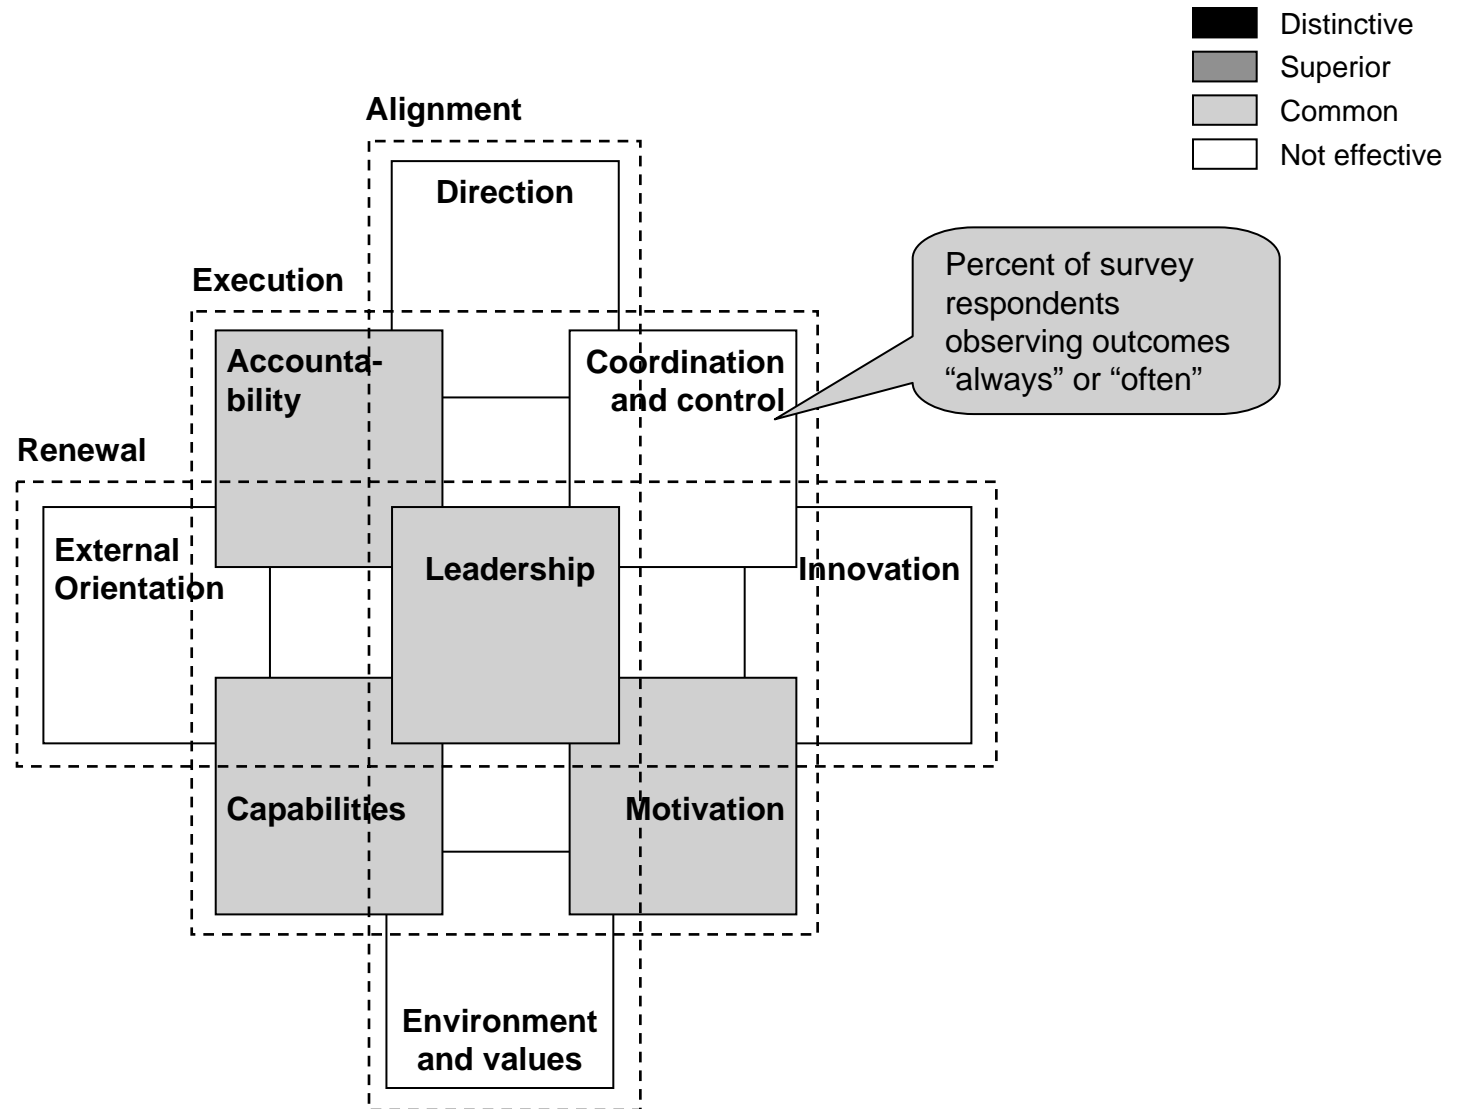 Distinctive
Superior
Common
Not effective
Alignment
Direction
Percent of survey
respondents
observing outcomes
“always” or “often”
Execution
Accounta-
bility
Coordination
and control
Renewal
External
Orientation
Leadership
Innovation
Capabilities
Motivation
Environment
and values